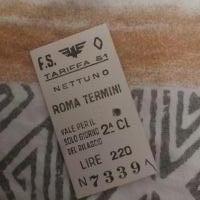 F.S.
TARIFFA 51
NETTUNO
ROMA TERMINI
VALE PER IL
SOLO GIORNO 2ª CL
DEL RILASCIO
LIRE 220
N 7339